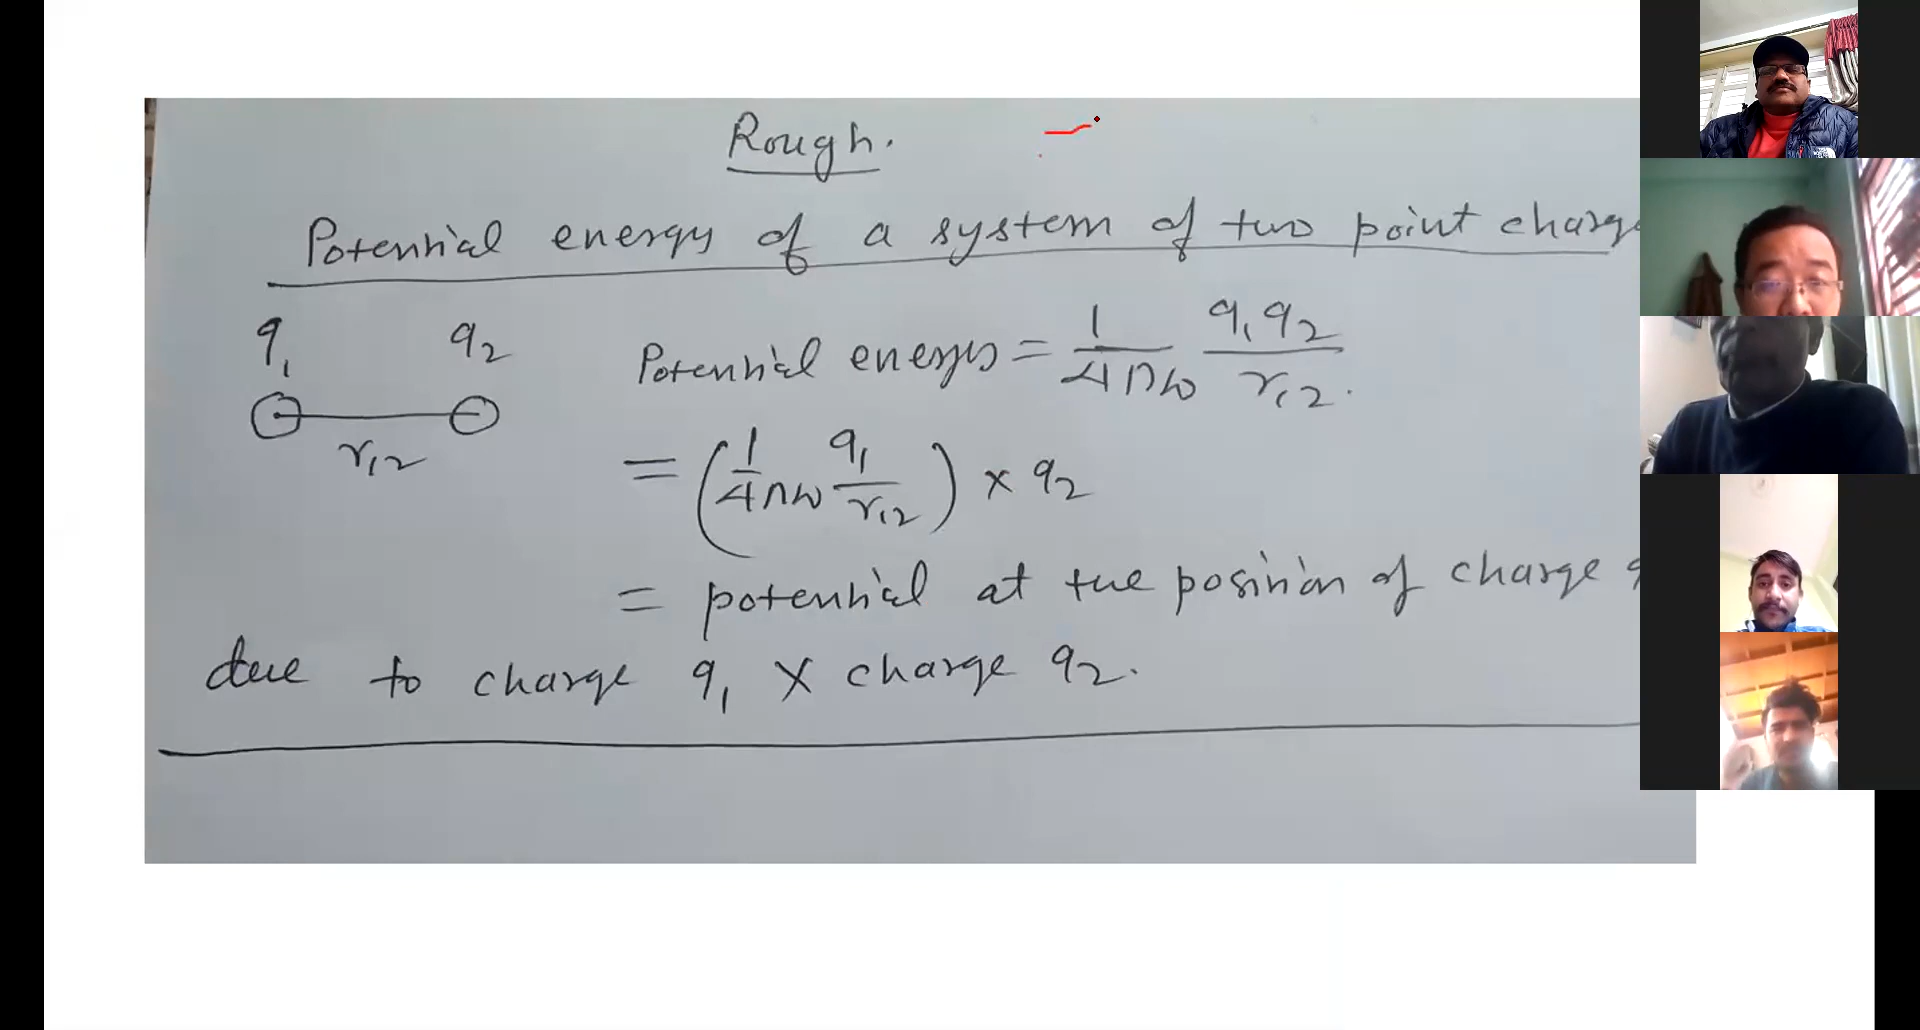 Rough.
Potential energy of a system of two point charge
q₁ q₂
r₁₂
Potential energy = 1/4πε₀ q₁q₂/r₁₂.
= (1/4πε₀ q₁/r₁₂) × q₂
= potential at the position of charge
due to charge q₁ × charge q₂.